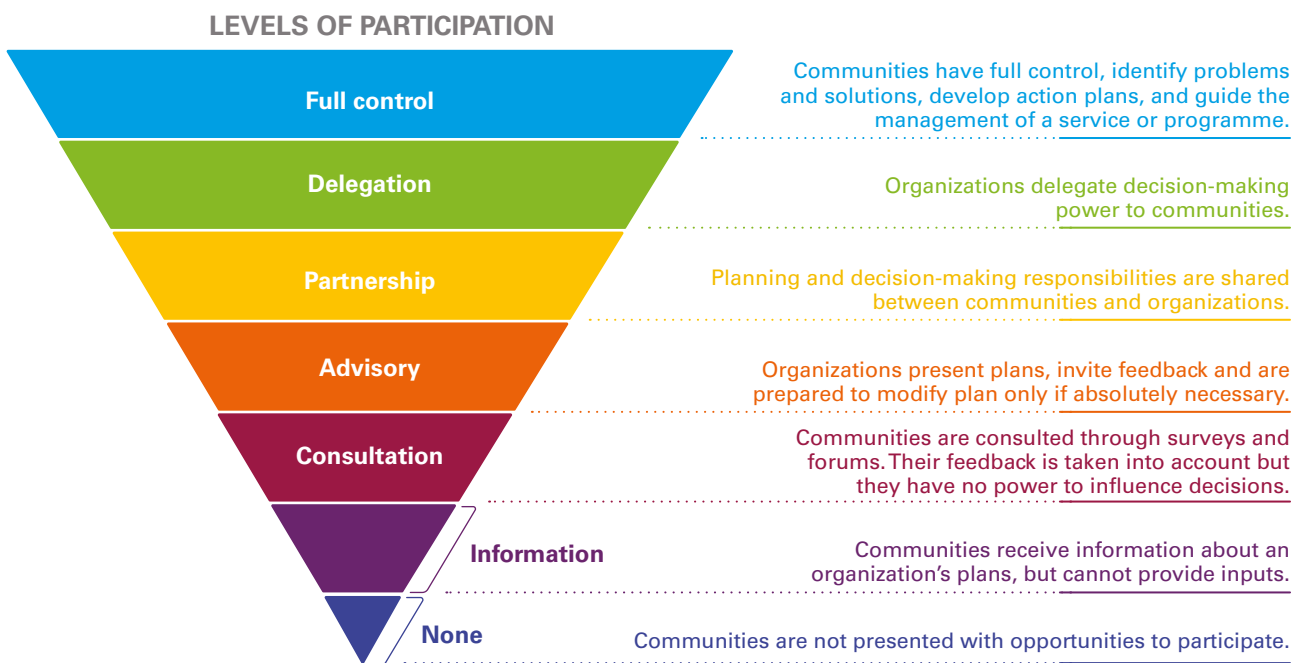 LEVELS OF PARTICIPATION
Full control
Communities have full control, identify problems
and solutions, develop action plans, and guide the
management of a service or programme.
Delegation
Organizations delegate decision-making
power to communities.
Partnership
Planning and decision-making responsibilities are shared
between communities and organizations.
Advisory
Organizations present plans, invite feedback and are
prepared to modify plan only if absolutely necessary.
Consultation
Communities are consulted through surveys and
forums. Their feedback is taken into account but
they have no power to influence decisions.
Information
Communities receive information about an
organization’s plans, but cannot provide inputs.
None
Communities are not presented with opportunities to participate.